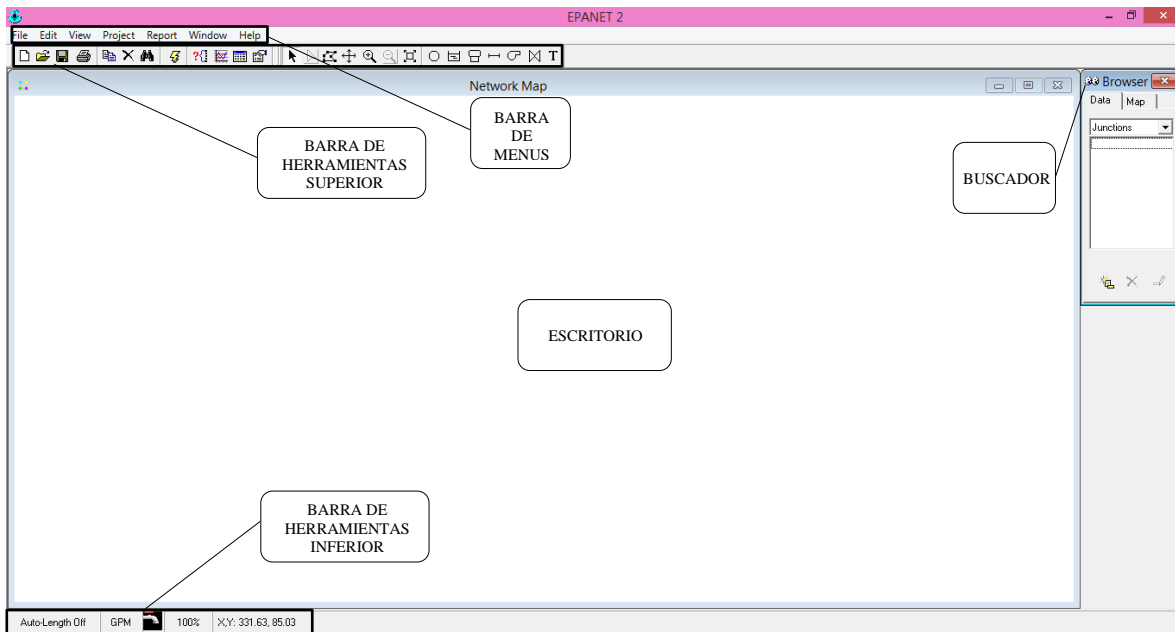 EPANET 2
File Edit View Project Report Window Help
T
Network Map
Browser
Data Map
Junctions
BARRA DE
HERRAMIENTAS
SUPERIOR
BARRA
DE
MENUS
BUSCADOR
ESCRITORIO
BARRA DE
HERRAMIENTAS
INFERIOR
Auto-Length Off GPM 100% X,Y: 331.63, 85.03